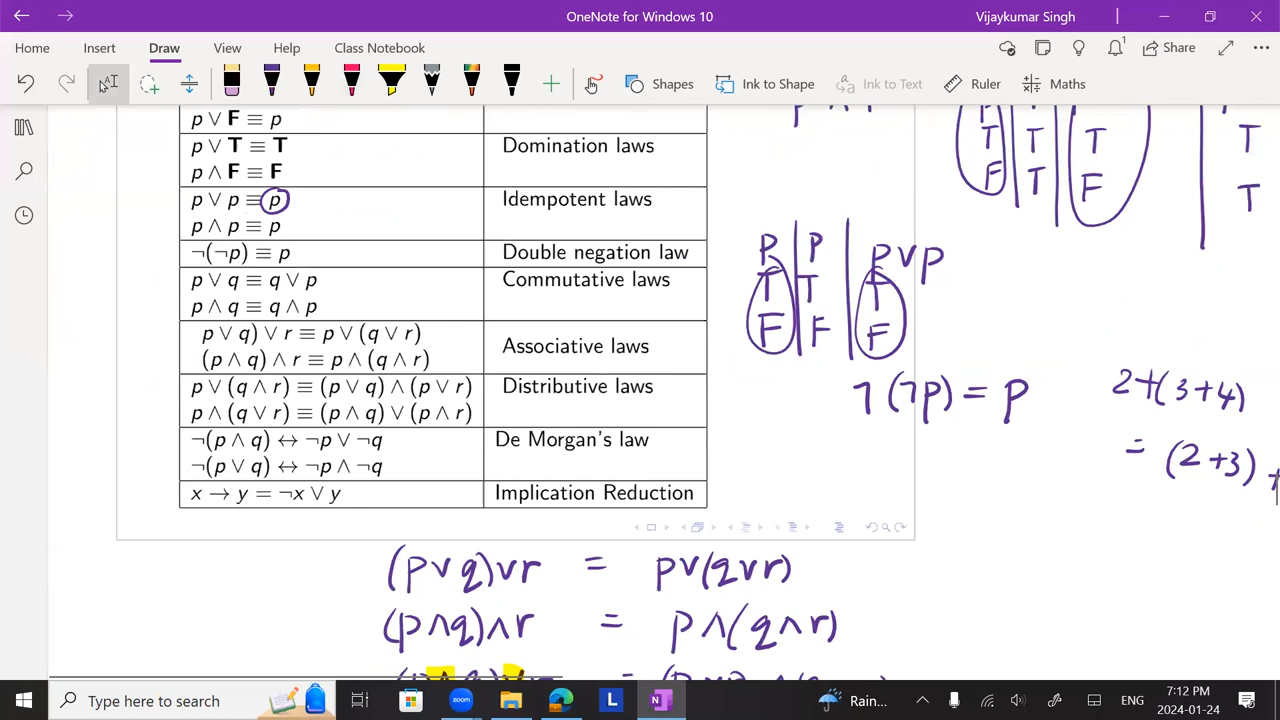 OneNote for Windows 10
Vijaykumar Singh
Home Insert Draw View Help Class Notebook
Share
Shapes Ink to Shape Ink to Text Ruler Maths
p ∨ F ≡ p
p ∨ T ≡ T Domination laws
p ∧ F ≡ F
p ∨ p ≡ p Idempotent laws
p ∧ p ≡ p
¬(¬p) ≡ p Double negation law
p ∨ q ≡ q ∨ p Commutative laws
p ∧ q ≡ q ∧ p
p ∨ q) ∨ r ≡ p ∨ (q ∨ r) Associative laws
(p ∧ q) ∧ r ≡ p ∧ (q ∧ r)
p ∨ (q ∧ r) ≡ (p ∨ q) ∧ (p ∨ r) Distributive laws
p ∧ (q ∨ r) ≡ (p ∧ q) ∨ (p ∧ r)
¬(p ∧ q) ↔ ¬p ∨ ¬q De Morgan's law
¬(p ∨ q) ↔ ¬p ∧ ¬q
x → y = ¬x ∨ y Implication Reduction
T T T T
F T F T
P P p∨p
T T T
F F F
¬(¬p) = p
2+(3+4)
= (2+3) +
(p∨q)∨r = p∨(q∨r)
(p∧q)∧r = p∧(q∧r)
Type here to search
Rain...
ENG
7:12 PM
2024-01-24